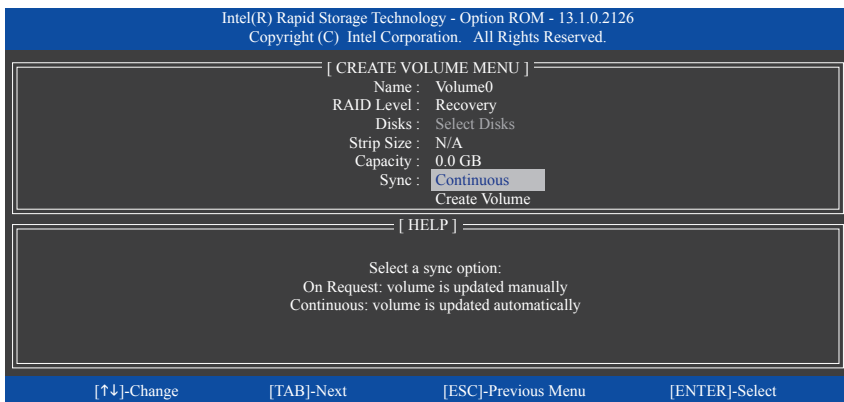 Intel(R) Rapid Storage Technology - Option ROM - 13.1.0.2126
Copyright (C) Intel Corporation. All Rights Reserved.
[ CREATE VOLUME MENU ]
Name : Volume0
RAID Level : Recovery
Disks : Select Disks
Strip Size : N/A
Capacity : 0.0 GB
Sync : Continuous
Create Volume
[ HELP ]
Select a sync option:
On Request: volume is updated manually
Continuous: volume is updated automatically
[↑↓]-Change [TAB]-Next [ESC]-Previous Menu [ENTER]-Select